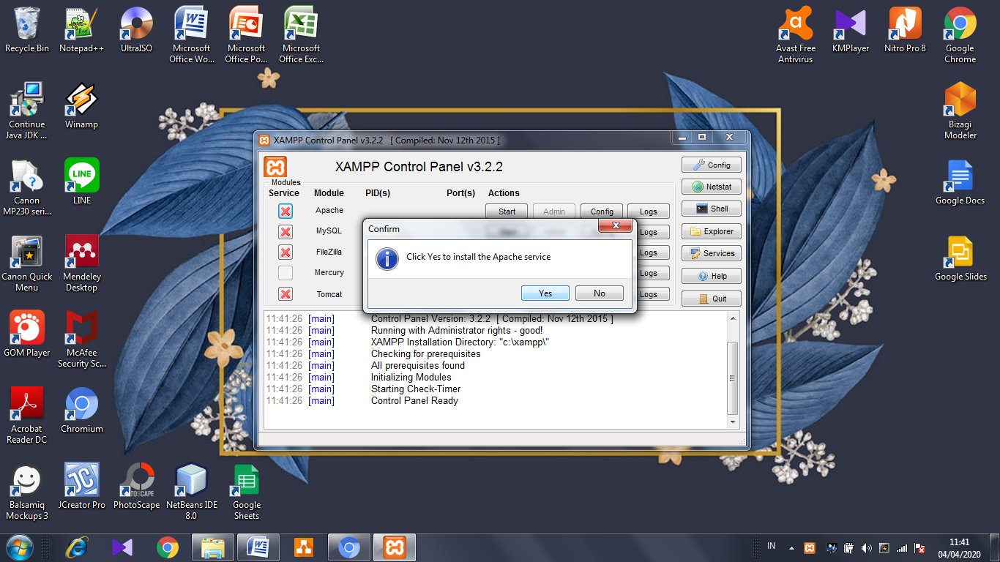 Recycle Bin
Notepad++
UltraISO
Microsoft
Office Wo...
Microsoft
Office Po...
Microsoft
Office Exc...
Avast Free
Antivirus
KMPlayer
Nitro Pro 8
Google
Chrome
Continue
Java JDK ...
Winamp
Bizagi
Modeler
Canon
MP230 seri...
LINE
LINE
Google Docs
Canon Quick
Menu
Mendeley
Desktop
Google Slides
GOM Player
McAfee
Security Sc...
Acrobat
Reader DC
Chromium
Balsamiq
Mockups 3
JC
JCreator Pro
PhotoScape
NetBeans IDE
8.0
Google
Sheets
XAMPP Control Panel v3.2.2 [ Compiled: Nov 12th 2015 ]
XAMPP Control Panel v3.2.2
Config
Netstat
Shell
Explorer
Services
Help
Quit
Modules
Service Module PID(s) Port(s) Actions
Apache Start Admin Config Logs
MySQL Logs
FileZilla Logs
Mercury Logs
Tomcat Logs
Confirm
Click Yes to install the Apache service
Yes No
11:41:26 [main] Control Panel Version: 3.2.2 [ Compiled: Nov 12th 2015 ]
11:41:26 [main] Running with Administrator rights - good!
11:41:26 [main] XAMPP Installation Directory: "c:\xampp\"
11:41:26 [main] Checking for prerequisites
11:41:26 [main] All prerequisites found
11:41:26 [main] Initializing Modules
11:41:26 [main] Starting Check-Timer
11:41:26 [main] Control Panel Ready
IN
11:41
04/04/2020